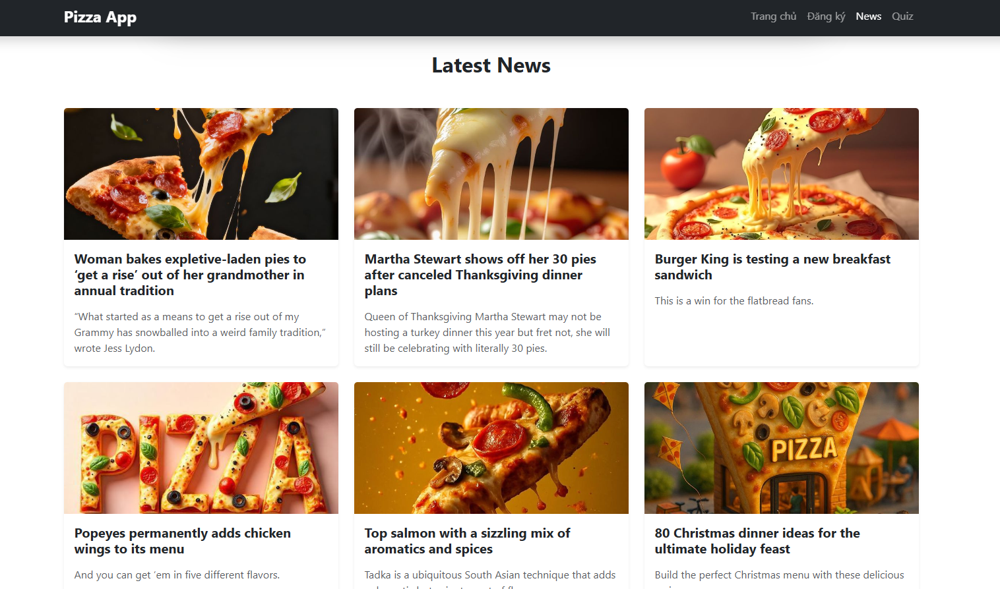 Pizza App
Trang chủ Đăng ký News Quiz
Latest News
Woman bakes expletive-laden pies to
‘get a rise’ out of her grandmother in
annual tradition
“What started as a means to get a rise out of my
Grammy has snowballed into a weird family tradition,”
wrote Jess Lydon.
Martha Stewart shows off her 30 pies
after canceled Thanksgiving dinner
plans
Queen of Thanksgiving Martha Stewart may not be
hosting a turkey dinner this year but fret not, she will
still be celebrating with literally 30 pies.
Burger King is testing a new breakfast
sandwich
This is a win for the flatbread fans.
PIZZA
Popeyes permanently adds chicken
wings to its menu
And you can get ’em in five different flavors.
Top salmon with a sizzling mix of
aromatics and spices
Tadka is a ubiquitous South Asian technique that adds
PIZZA
80 Christmas dinner ideas for the
ultimate holiday feast
Build the perfect Christmas menu with these delicious